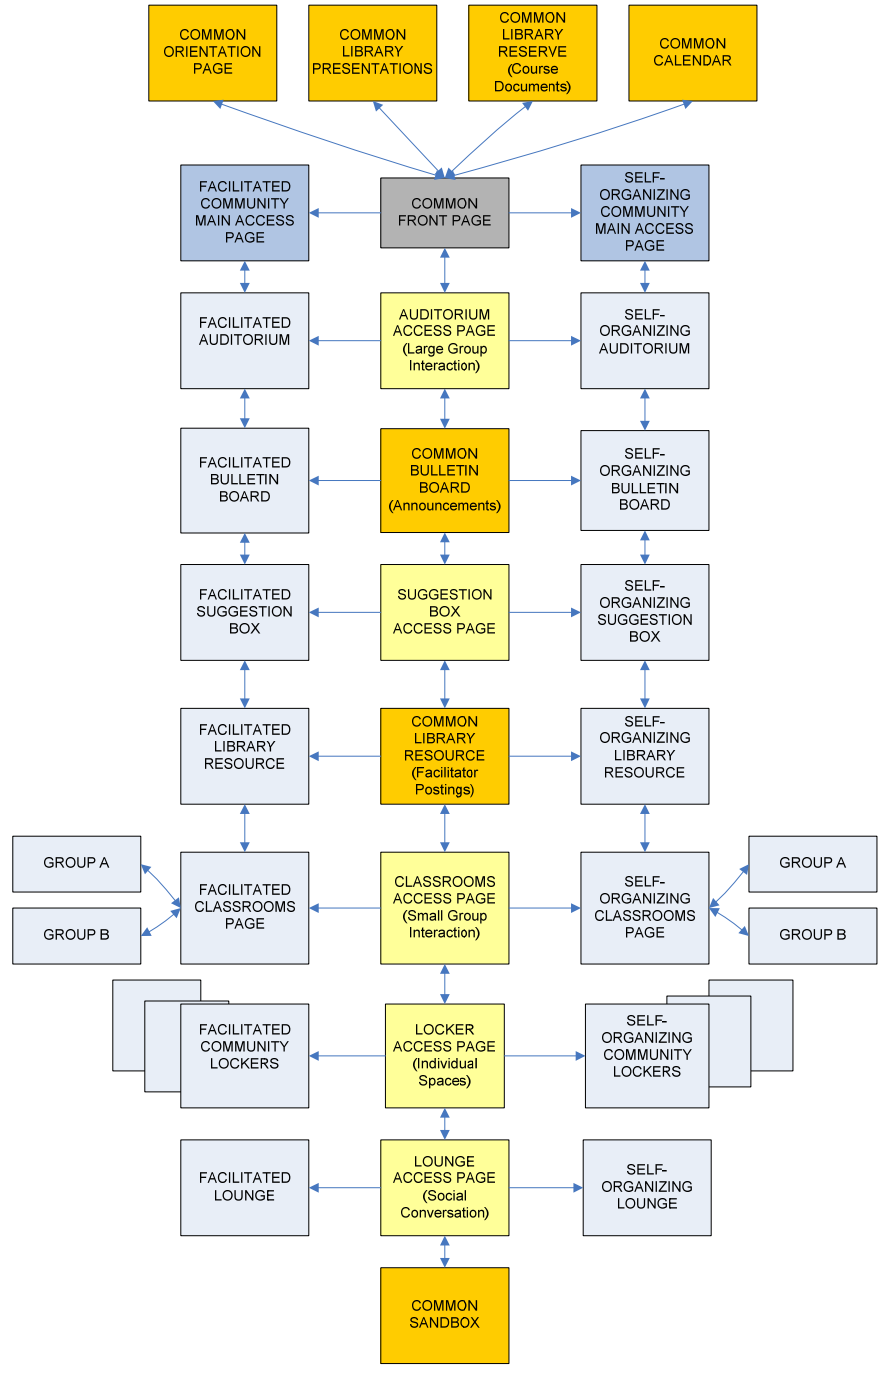 COMMON
ORIENTATION
PAGE
COMMON
LIBRARY
PRESENTATIONS
COMMON
LIBRARY
RESERVE
(Course
Documents)
COMMON
CALENDAR
FACILITATED
COMMUNITY
MAIN ACCESS
PAGE
COMMON
FRONT PAGE
SELF-
ORGANIZING
COMMUNITY
MAIN ACCESS
PAGE
FACILITATED
AUDITORIUM
AUDITORIUM
ACCESS PAGE
(Large Group
Interaction)
SELF-
ORGANIZING
AUDITORIUM
FACILITATED
BULLETIN
BOARD
COMMON
BULLETIN
BOARD
(Announcements)
SELF-
ORGANIZING
BULLETIN
BOARD
FACILITATED
SUGGESTION
BOX
SUGGESTION
BOX
ACCESS PAGE
SELF-
ORGANIZING
SUGGESTION
BOX
FACILITATED
LIBRARY
RESOURCE
COMMON
LIBRARY
RESOURCE
(Facilitator
Postings)
SELF-
ORGANIZING
LIBRARY
RESOURCE
GROUP A
GROUP B
FACILITATED
CLASSROOMS
PAGE
CLASSROOMS
ACCESS PAGE
(Small Group
Interaction)
SELF-
ORGANIZING
CLASSROOMS
PAGE
GROUP A
GROUP B
FACILITATED
COMMUNITY
LOCKERS
LOCKER
ACCESS PAGE
(Individual
Spaces)
SELF-
ORGANIZING
COMMUNITY
LOCKERS
FACILITATED
LOUNGE
LOUNGE
ACCESS PAGE
(Social
Conversation)
SELF-
ORGANIZING
LOUNGE
COMMON
SANDBOX